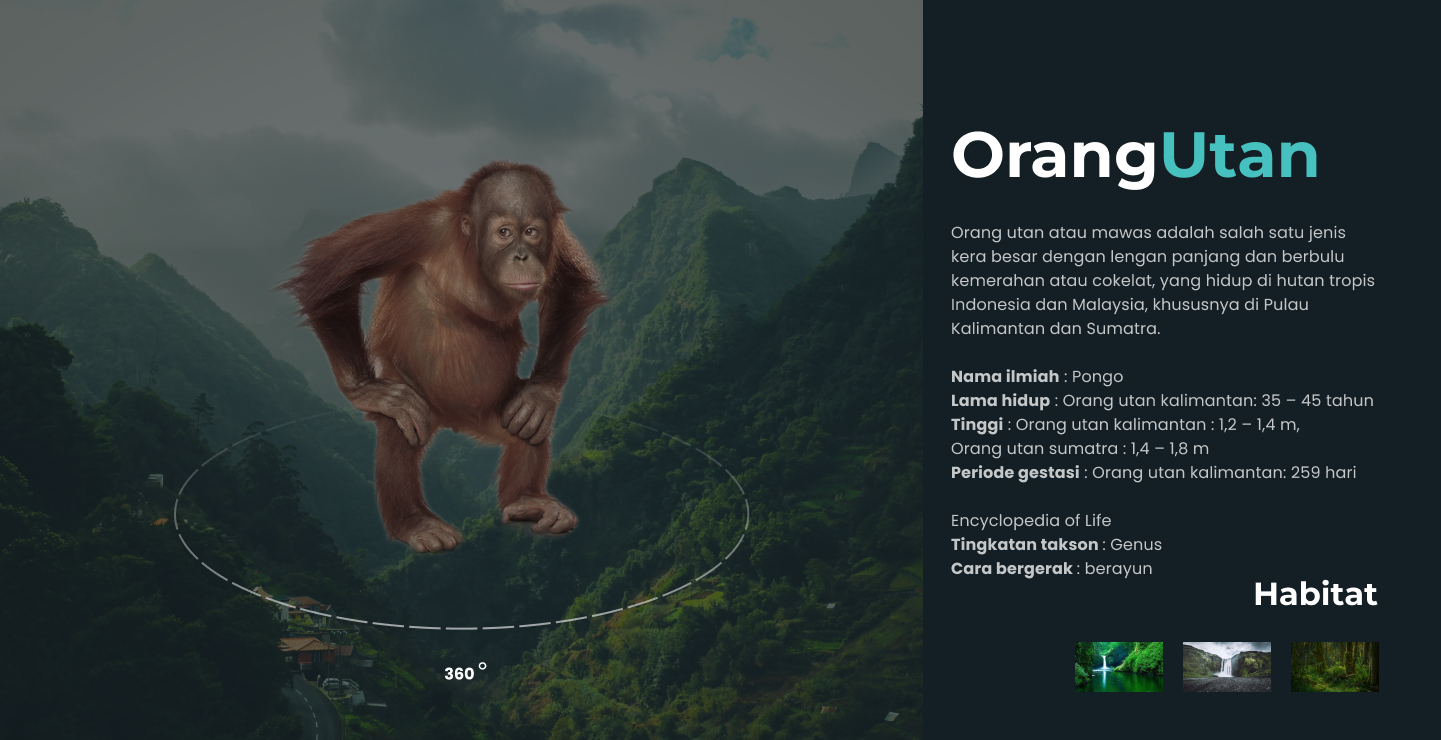 OrangUtan
Orang utan atau mawas adalah salah satu jenis
kera besar dengan lengan panjang dan berbulu
kemerahan atau cokelat, yang hidup di hutan tropis
Indonesia dan Malaysia, khususnya di Pulau
Kalimantan dan Sumatra.
Nama ilmiah : Pongo
Lama hidup : Orang utan kalimantan: 35 – 45 tahun
Tinggi : Orang utan kalimantan : 1,2 – 1,4 m,
Orang utan sumatra : 1,4 – 1,8 m
Periode gestasi : Orang utan kalimantan: 259 hari
Encyclopedia of Life
Tingkatan takson : Genus
Cara bergerak : berayun
Habitat
360°